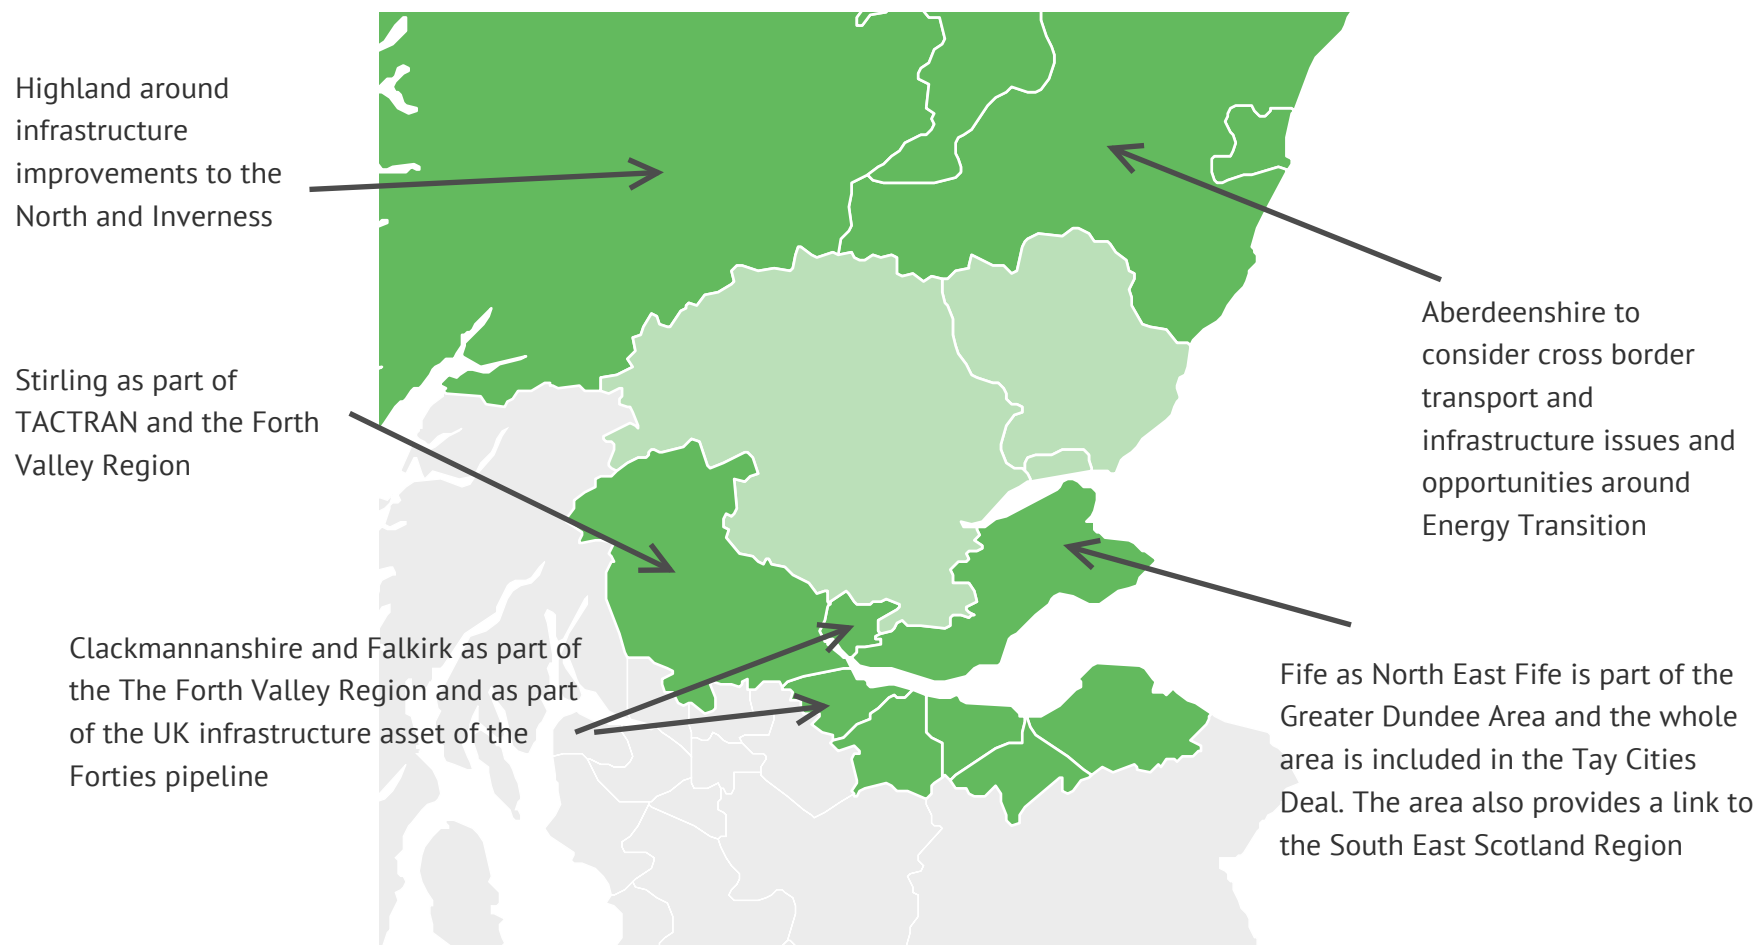 Highland around
infrastructure
improvements to the
North and Inverness
Stirling as part of
TACTRAN and the Forth
Valley Region
Clackmannanshire and Falkirk as part of
the The Forth Valley Region and as part
of the UK infrastructure asset of the
Forties pipeline
Aberdeenshire to
consider cross border
transport and
infrastructure issues and
opportunities around
Energy Transition
Fife as North East Fife is part of the
Greater Dundee Area and the whole
area is included in the Tay Cities
Deal. The area also provides a link to
the South East Scotland Region